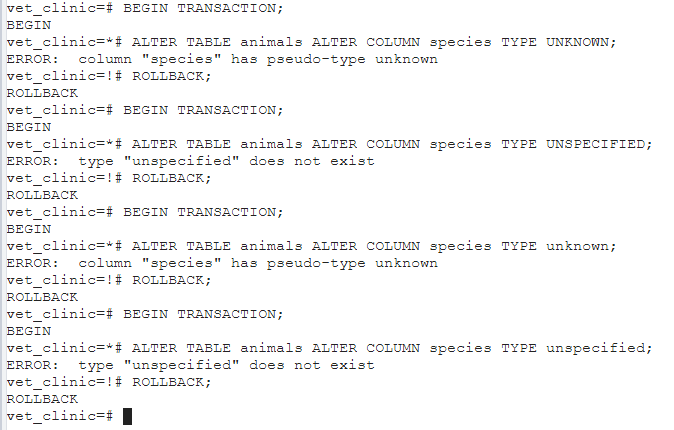 vet_clinic=# BEGIN TRANSACTION;
BEGIN
vet_clinic=*# ALTER TABLE animals ALTER COLUMN species TYPE UNKNOWN;
ERROR:  column "species" has pseudo-type unknown
vet_clinic=!# ROLLBACK;
ROLLBACK
vet_clinic=# BEGIN TRANSACTION;
BEGIN
vet_clinic=*# ALTER TABLE animals ALTER COLUMN species TYPE UNSPECIFIED;
ERROR:  type "unspecified" does not exist
vet_clinic=!# ROLLBACK;
ROLLBACK
vet_clinic=# BEGIN TRANSACTION;
BEGIN
vet_clinic=*# ALTER TABLE animals ALTER COLUMN species TYPE unknown;
ERROR:  column "species" has pseudo-type unknown
vet_clinic=!# ROLLBACK;
ROLLBACK
vet_clinic=# BEGIN TRANSACTION;
BEGIN
vet_clinic=*# ALTER TABLE animals ALTER COLUMN species TYPE unspecified;
ERROR:  type "unspecified" does not exist
vet_clinic=!# ROLLBACK;
ROLLBACK
vet_clinic=#